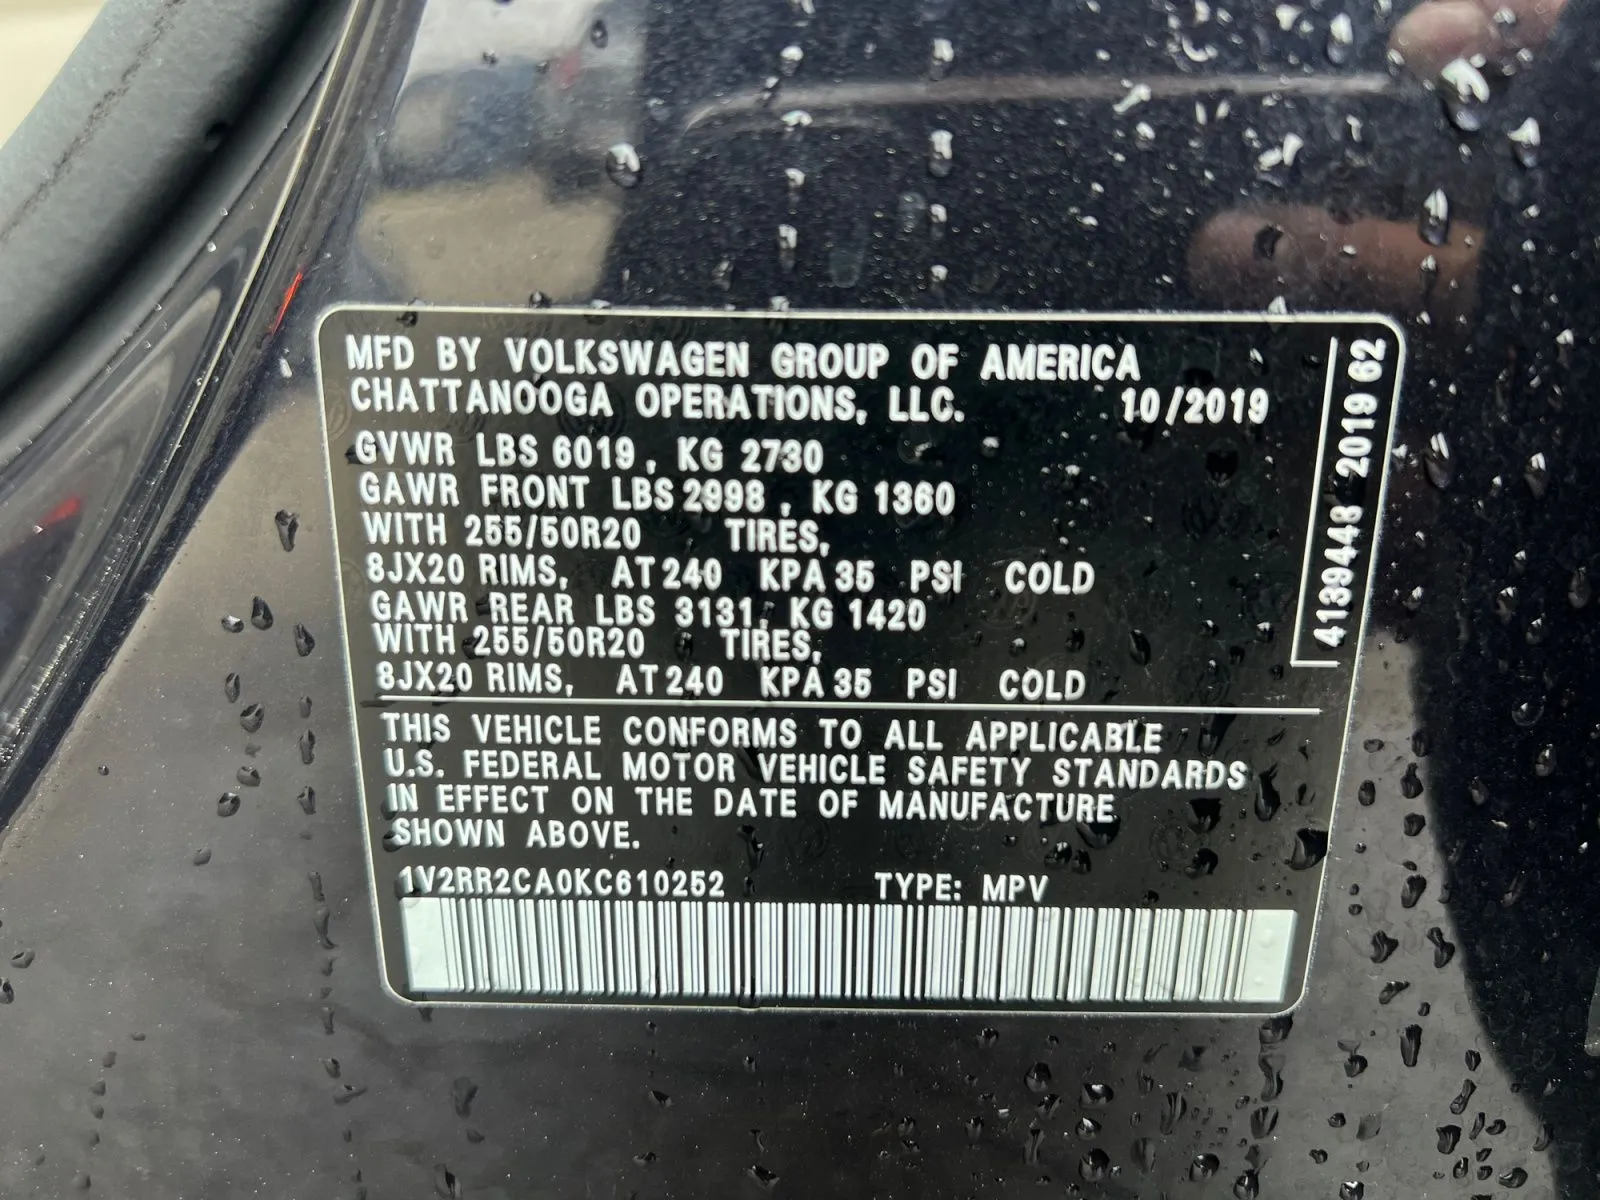 MFD BY VOLKSWAGEN GROUP OF AMERICA
CHATTANOOGA OPERATIONS, LLC. 10/2019
GVWR LBS 6019, KG 2730
GAWR FRONT LBS 2998, KG 1360
WITH 255/50R20 TIRES,
8JX20 RIMS, AT 240 KPA 35 PSI COLD
GAWR REAR LBS 3131, KG 1420
WITH 255/50R20 TIRES,
8JX20 RIMS, AT 240 KPA 35 PSI COLD
THIS VEHICLE CONFORMS TO ALL APPLICABLE
U.S. FEDERAL MOTOR VEHICLE SAFETY STANDARDS
IN EFFECT ON THE DATE OF MANUFACTURE
SHOWN ABOVE.
1V2RR2CA0KC610252 TYPE: MPV
4139448 2019 62